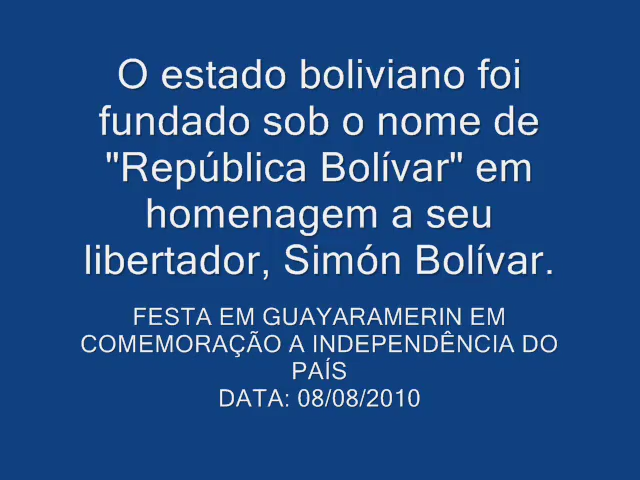 O estado boliviano foi
fundado sob o nome de
"República Bolívar" em
homenagem a seu
libertador, Simón Bolívar.
FESTA EM GUAYARAMERIN EM
COMEMORAÇÃO A INDEPENDÊNCIA DO
PAÍS
DATA: 08/08/2010